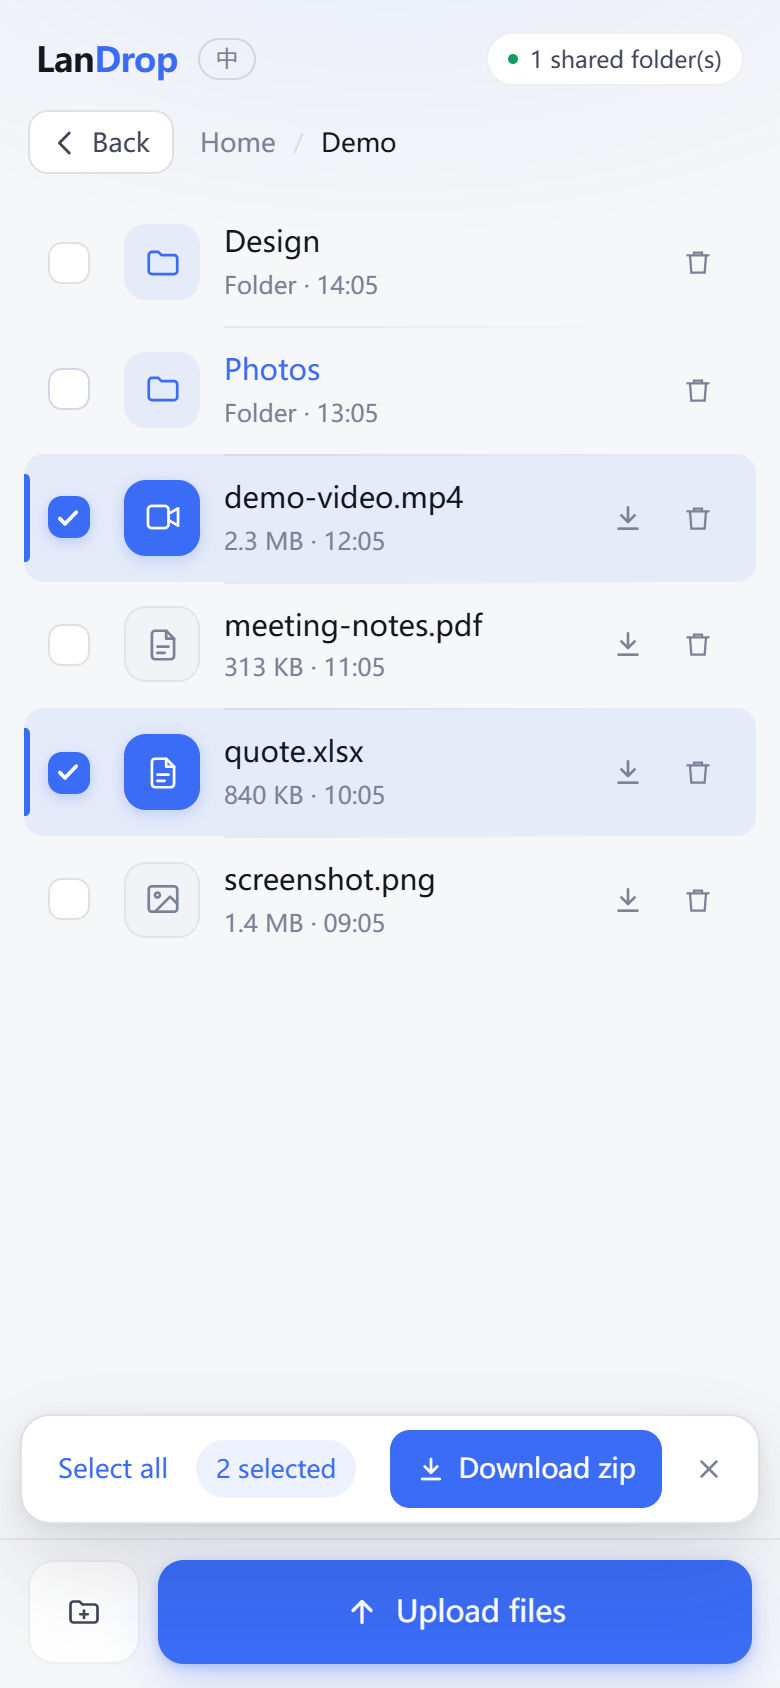 LanDrop 中 1 shared folder(s)
Back Home / Demo
Design
Folder · 14:05
Photos
Folder · 13:05
demo-video.mp4
2.3 MB · 12:05
meeting-notes.pdf
313 KB · 11:05
quote.xlsx
840 KB · 10:05
screenshot.png
1.4 MB · 09:05
Select all 2 selected Download zip
Upload files